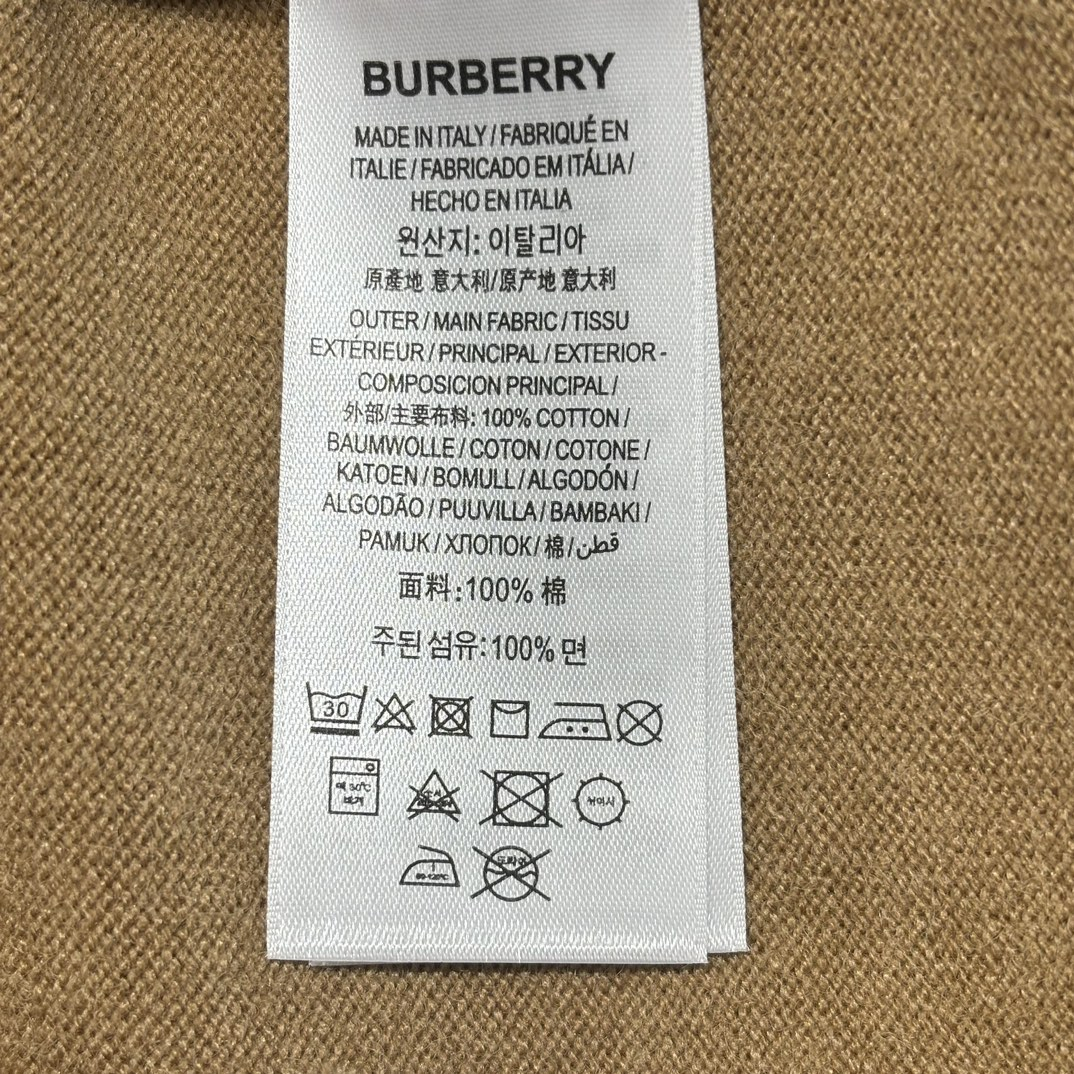 BURBERRY
MADE IN ITALY / FABRIQUÉ EN
ITALIE / FABRICADO EM ITÁLIA /
HECHO EN ITALIA
원산지: 이탈리아
原產地 意大利/原产地 意大利
OUTER / MAIN FABRIC / TISSU
EXTÉRIEUR / PRINCIPAL / EXTERIOR -
COMPOSICION PRINCIPAL /
外部/主要布料: 100% COTTON /
BAUMWOLLE / COTON / COTONE /
KATOEN / BOMULL / ALGODÓN /
ALGODÃO / PUUVILLA / BAMBAKI /
PAMUK / ХЛОПОК / 棉 / قطن
面料:100% 棉
주된 섬유:100% 면
30
뉘어서